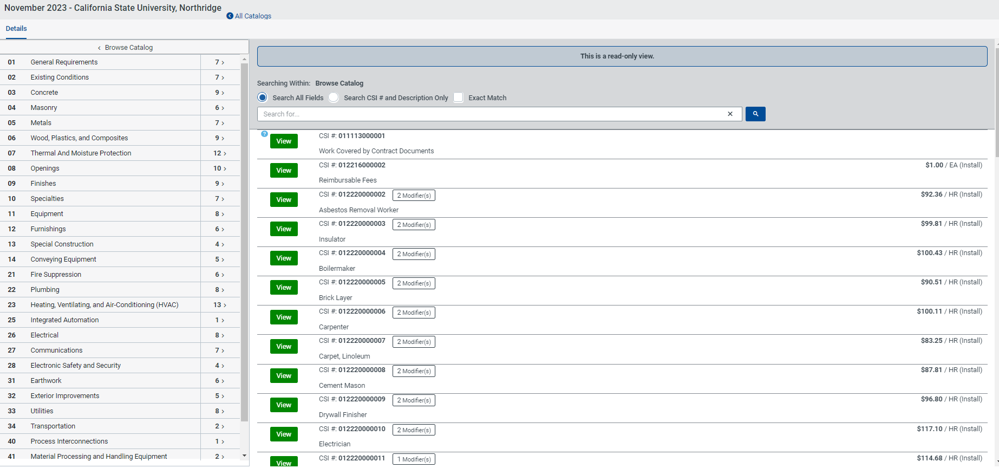 November 2023 - California State University, Northridge
All Catalogs
Details
Browse Catalog
01 General Requirements 7
02 Existing Conditions 7
03 Concrete 9
04 Masonry 6
05 Metals 7
06 Wood, Plastics, and Composites 9
07 Thermal And Moisture Protection 12
08 Openings 10
09 Finishes 9
10 Specialties 7
11 Equipment 8
12 Furnishings 6
13 Special Construction 4
14 Conveying Equipment 5
21 Fire Suppression 6
22 Plumbing 8
23 Heating, Ventilating, and Air-Conditioning (HVAC) 13
25 Integrated Automation 1
26 Electrical 8
27 Communications 7
28 Electronic Safety and Security 4
31 Earthwork 6
32 Exterior Improvements 5
33 Utilities 8
34 Transportation 2
40 Process Interconnections 1
41 Material Processing and Handling Equipment 2
This is a read-only view.
Searching Within: Browse Catalog
Search All Fields Search CSI # and Description Only Exact Match
Search for...
? View CSI #: 011113000001
Work Covered by Contract Documents
View CSI #: 012216000002 $1.00 / EA (Install)
Reimbursable Fees
View CSI #: 012220000002 2 Modifier(s) $92.36 / HR (Install)
Asbestos Removal Worker
View CSI #: 012220000003 2 Modifier(s) $99.81 / HR (Install)
Insulator
View CSI #: 012220000004 2 Modifier(s) $100.43 / HR (Install)
Boilermaker
View CSI #: 012220000005 2 Modifier(s) $90.51 / HR (Install)
Brick Layer
View CSI #: 012220000006 2 Modifier(s) $100.11 / HR (Install)
Carpenter
View CSI #: 012220000007 2 Modifier(s) $83.25 / HR (Install)
Carpet, Linoleum
View CSI #: 012220000008 2 Modifier(s) $87.81 / HR (Install)
Cement Mason
View CSI #: 012220000009 2 Modifier(s) $96.80 / HR (Install)
Drywall Finisher
View CSI #: 012220000010 2 Modifier(s) $117.10 / HR (Install)
Electrician
View CSI #: 012220000011 1 Modifier(s) $114.68 / HR (Install)